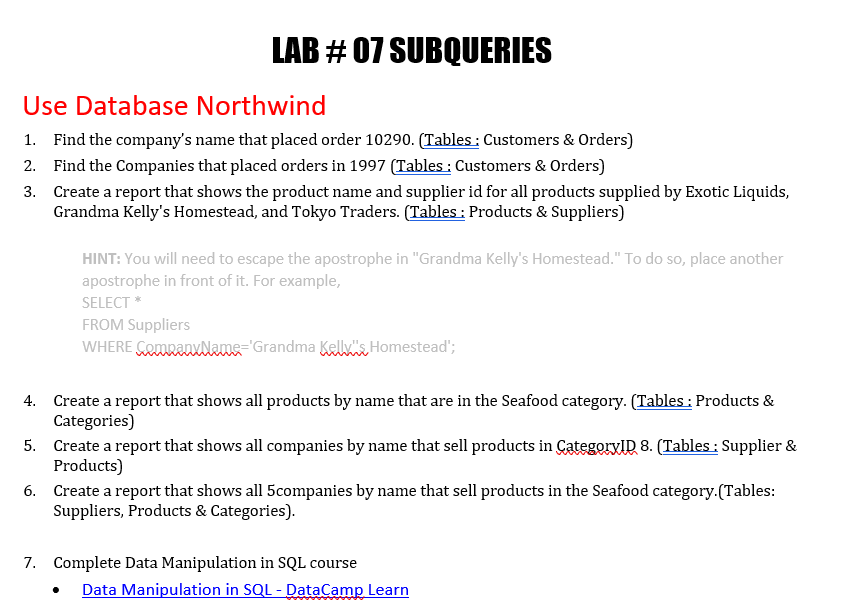 LAB # 07 SUBQUERIES
Use Database Northwind
1. Find the company's name that placed order 10290. (Tables : Customers & Orders)
2. Find the Companies that placed orders in 1997 (Tables : Customers & Orders)
3. Create a report that shows the product name and supplier id for all products supplied by Exotic Liquids,
Grandma Kelly's Homestead, and Tokyo Traders. (Tables : Products & Suppliers)
HINT: You will need to escape the apostrophe in "Grandma Kelly's Homestead." To do so, place another
apostrophe in front of it. For example,
SELECT *
FROM Suppliers
WHERE CompanyName='Grandma Kelly''s Homestead';
4. Create a report that shows all products by name that are in the Seafood category. (Tables : Products &
Categories)
5. Create a report that shows all companies by name that sell products in CategoryID 8. (Tables : Supplier &
Products)
6. Create a report that shows all 5companies by name that sell products in the Seafood category.(Tables:
Suppliers, Products & Categories).
7. Complete Data Manipulation in SQL course
• Data Manipulation in SQL - DataCamp Learn